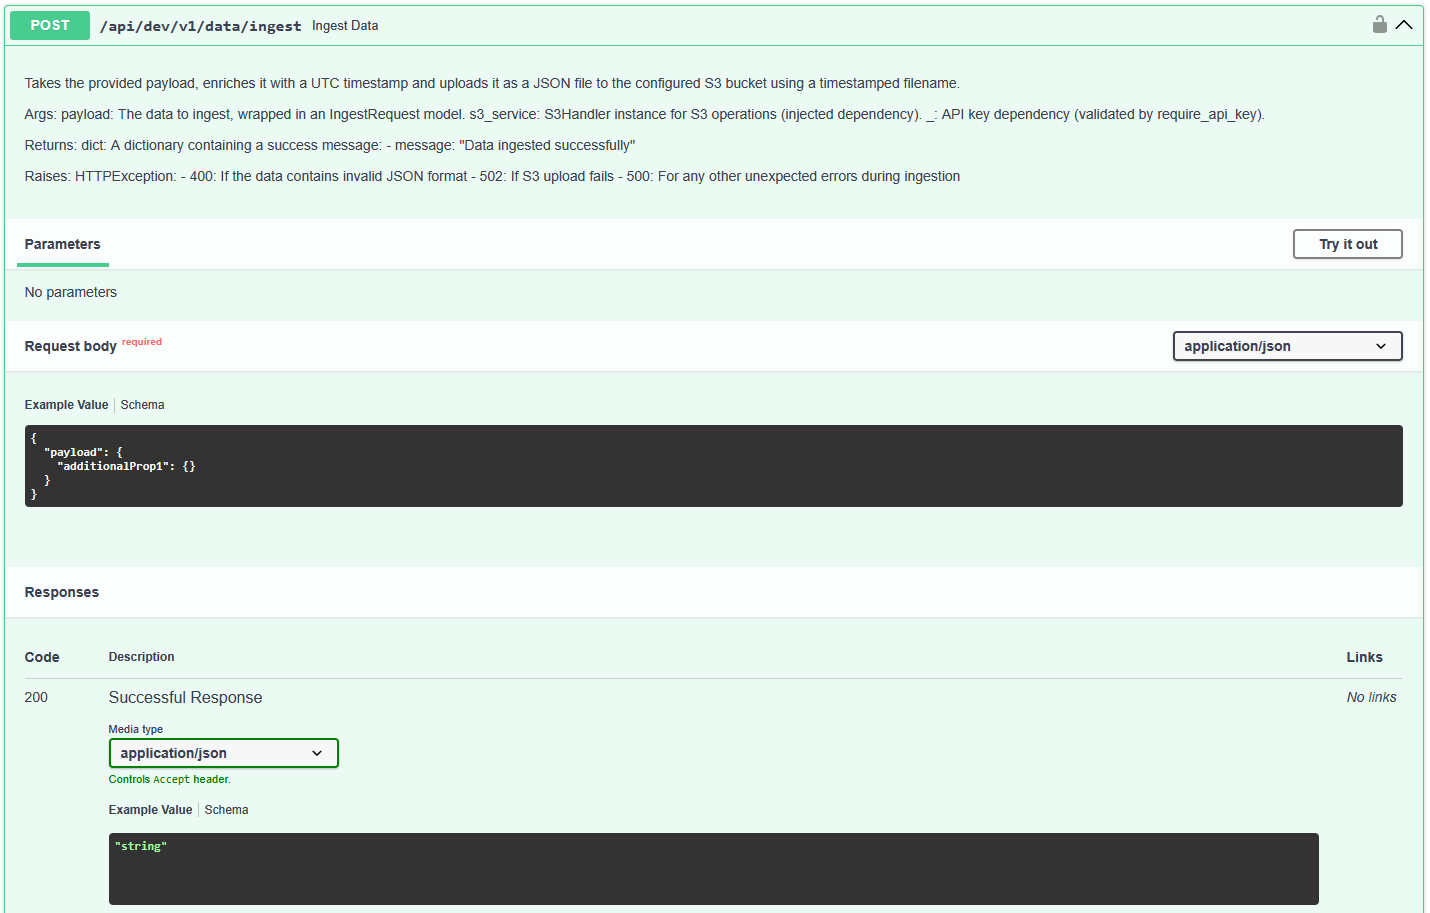 POST /api/dev/v1/data/ingest Ingest Data
Takes the provided payload, enriches it with a UTC timestamp and uploads it as a JSON file to the configured S3 bucket using a timestamped filename.
Args: payload: The data to ingest, wrapped in an IngestRequest model. s3_service: S3Handler instance for S3 operations (injected dependency). _: API key dependency (validated by require_api_key).
Returns: dict: A dictionary containing a success message: - message: "Data ingested successfully"
Raises: HTTPException: - 400: If the data contains invalid JSON format - 502: If S3 upload fails - 500: For any other unexpected errors during ingestion
Parameters Try it out
No parameters
Request body required application/json
Example Value Schema
{
  "payload": {
    "additionalProp1": {}
  }
}
Responses
Code Description Links
200 Successful Response No links
Media type
application/json
Controls Accept header.
Example Value Schema
"string"